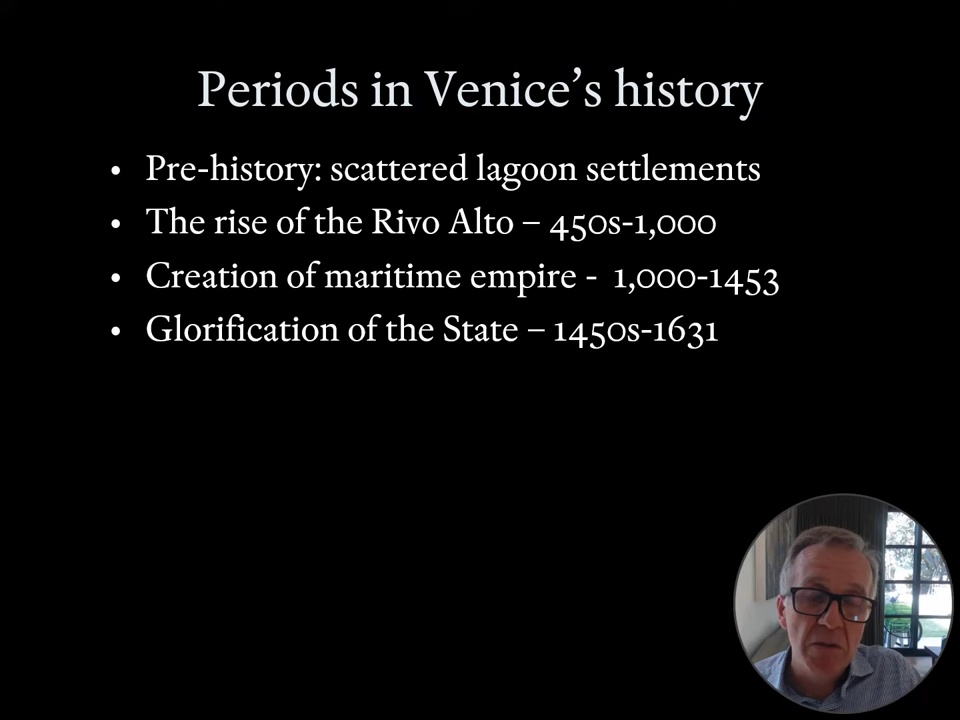 Periods in Venice’s history
• Pre-history: scattered lagoon settlements
• The rise of the Rivo Alto – 450s-1,000
• Creation of maritime empire -  1,000-1453
• Glorification of the State – 1450s-1631